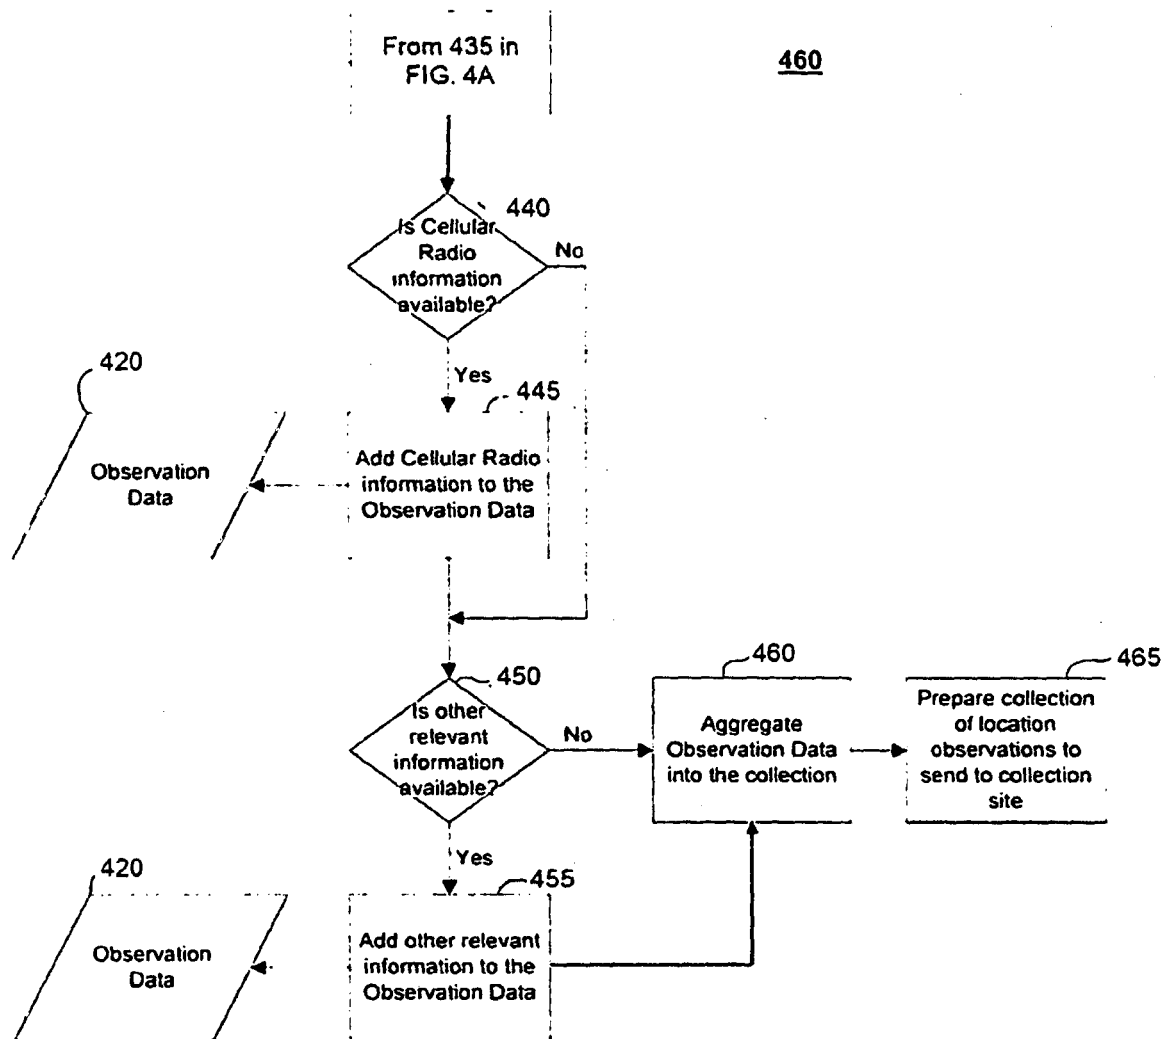 From 435 in
FIG. 4A
460
440
Is Cellular
Radio
information
available?
No
Yes
420
Observation
Data
445
Add Cellular Radio
information to the
Observation Data
450
Is other
relevant
information
available?
No
460
Aggregate
Observation Data
into the collection
465
Prepare collection
of location
observations to
send to collection
site
Yes
420
Observation
Data
455
Add other relevant
information to the
Observation Data